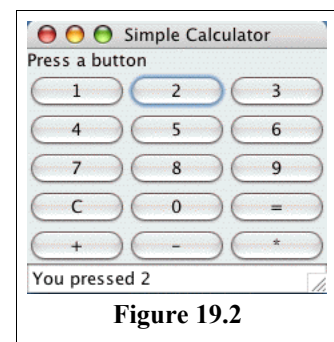 Simple Calculator
Press a button
1 2 3
4 5 6
7 8 9
C 0 =
+ - *
You pressed 2
Figure 19.2